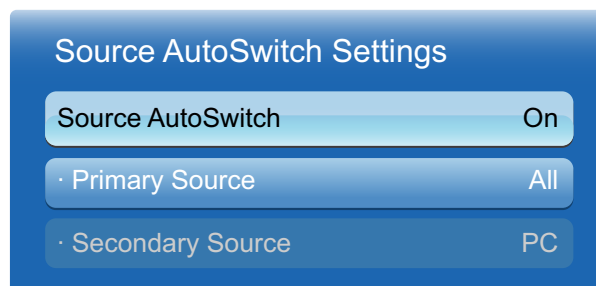 Source AutoSwitch Settings
Source AutoSwitch On
· Primary Source All
· Secondary Source PC